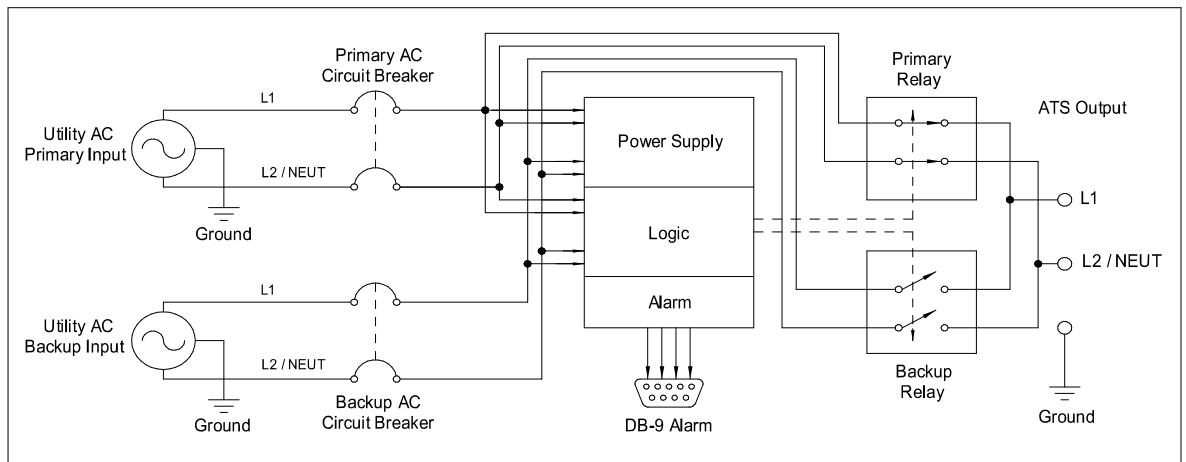 Primary AC
Circuit Breaker
L1
Utility AC
Primary Input
L2 / NEUT
Ground
Power Supply
Logic
Alarm
DB-9 Alarm
Primary
Relay
ATS Output
L1
L2 / NEUT
Ground
L1
Utility AC
Backup Input
L2 / NEUT
Ground
Backup AC
Circuit Breaker
Backup
Relay